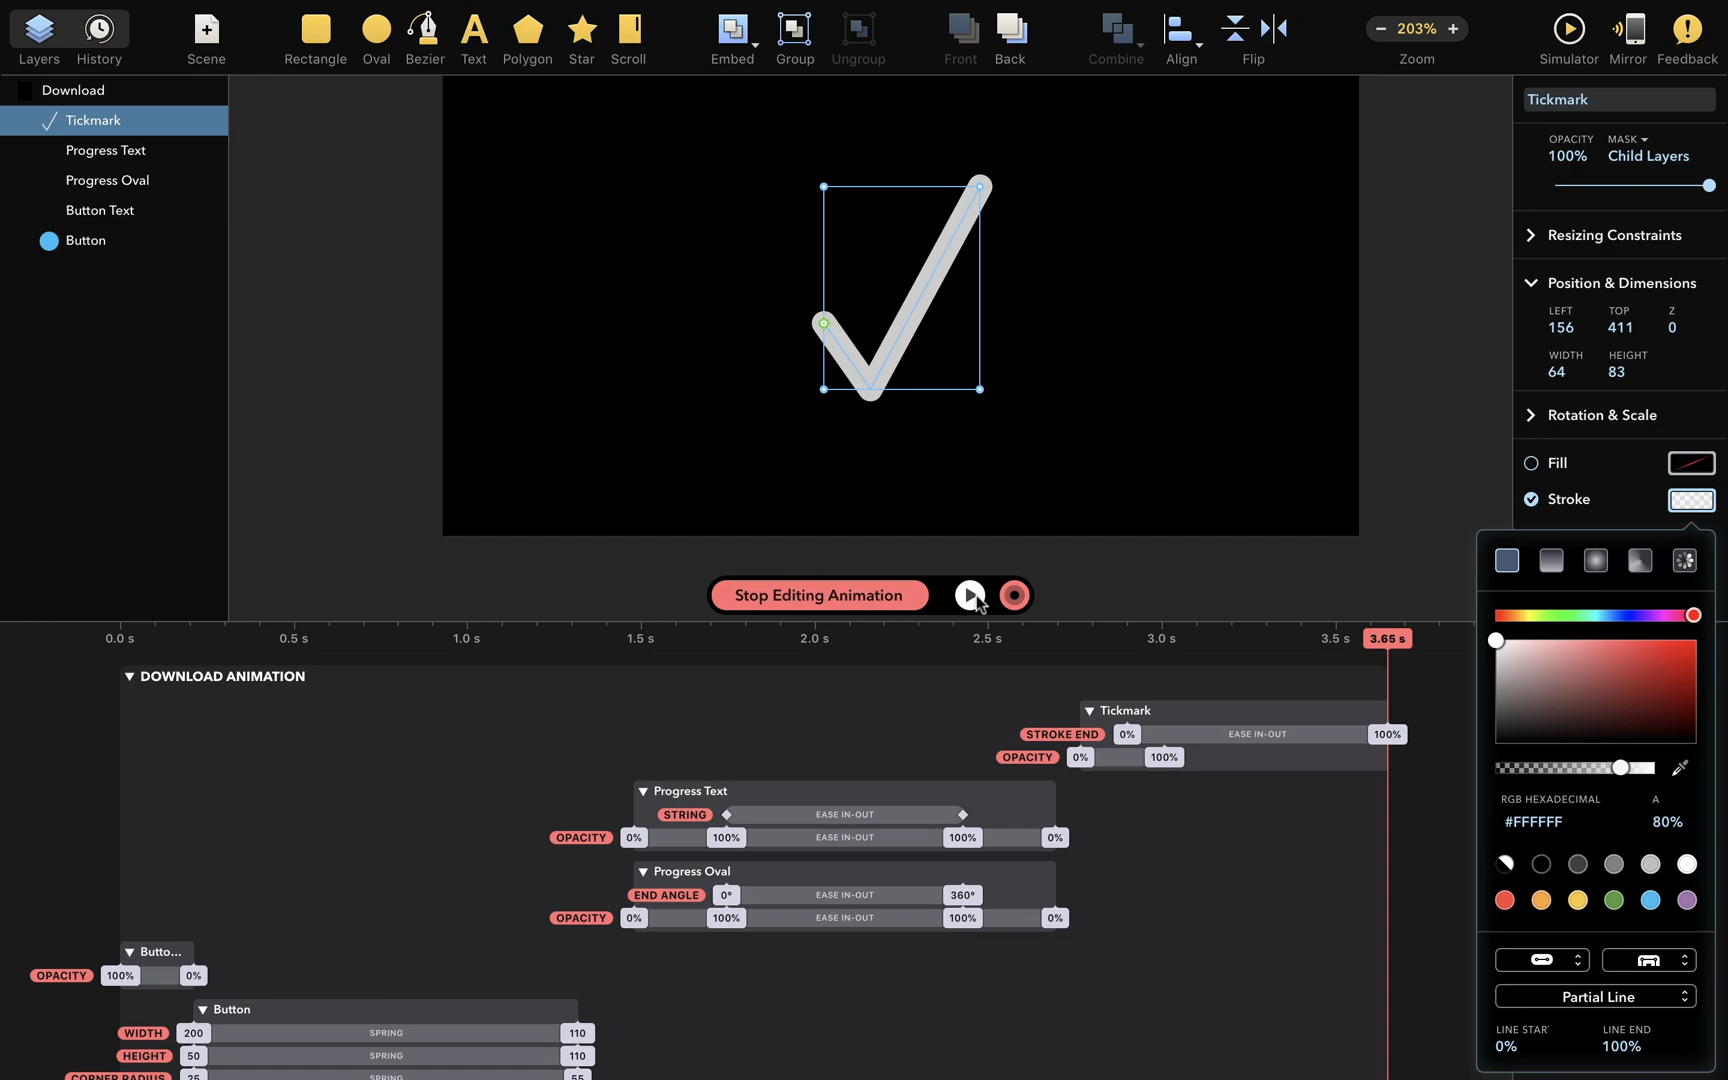 Layers History Scene Rectangle Oval Bezier Text Polygon Star Scroll Embed Group Ungroup Front Back Combine Align Flip 203% Zoom Simulator Mirror Feedback
Download
Tickmark
Progress Text
Progress Oval
Button Text
Button
Tickmark
OPACITY MASK
100% Child Layers
Resizing Constraints
Position & Dimensions
LEFT TOP Z
156 411 0
WIDTH HEIGHT
64 83
Rotation & Scale
Fill
Stroke
RGB HEXADECIMAL A
#FFFFFF 80%
Partial Line
LINE STAR LINE END
0% 100%
Stop Editing Animation
0.0 s 0.5 s 1.0 s 1.5 s 2.0 s 2.5 s 3.0 s 3.5 s 3.65 s
DOWNLOAD ANIMATION
Tickmark
STROKE END 0% EASE IN-OUT 100%
OPACITY 0% 100%
Progress Text
STRING EASE IN-OUT
OPACITY 0% 100% EASE IN-OUT 100% 0%
Progress Oval
END ANGLE 0° EASE IN-OUT 360°
OPACITY 0% 100% EASE IN-OUT 100% 0%
Butto...
OPACITY 100% 0%
Button
WIDTH 200 SPRING 110
HEIGHT 50 SPRING 110
CORNER RADIUS 25 SPRING 55